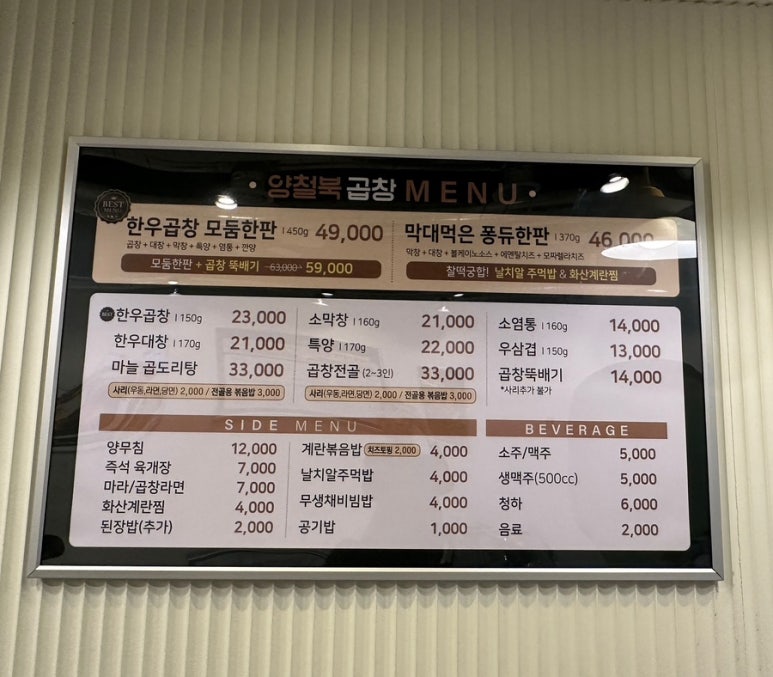 양철북 곱창 MENU
BEST
MENU
한우곱창 모둠한판 | 450g 49,000
곱창 + 대창 + 막창 + 특양 + 염통 + 깐양
모둠한판 + 곱창 뚝배기 63,000 59,000
막대먹은 퐁듀한판 | 370g 46,000
막창 + 대창 + 볼케이노소스 + 에멘탈치즈 + 모짜렐라치즈
찰떡궁합! 날치알 주먹밥 & 화산계란찜
BEST 한우곱창 | 150g 23,000
한우대창 | 170g 21,000
마늘 곱도리탕 33,000
사리(우동,라면,당면) 2,000 / 전골용 볶음밥 3,000
소막창 | 160g 21,000
특양 | 170g 22,000
곱창전골 (2~3인) 33,000
사리(우동,라면,당면) 2,000 / 전골용 볶음밥 3,000
소염통 | 160g 14,000
우삼겹 | 150g 13,000
곱창뚝배기 14,000
*사리추가 불가
SIDE MENU
양무침 12,000
즉석 육개장 7,000
마라/곱창라면 7,000
화산계란찜 4,000
된장밥(추가) 2,000
계란볶음밥 치즈토핑 2,000 4,000
날치알주먹밥 4,000
무생채비빔밥 4,000
공기밥 1,000
BEVERAGE
소주/맥주 5,000
생맥주(500cc) 5,000
청하 6,000
음료 2,000